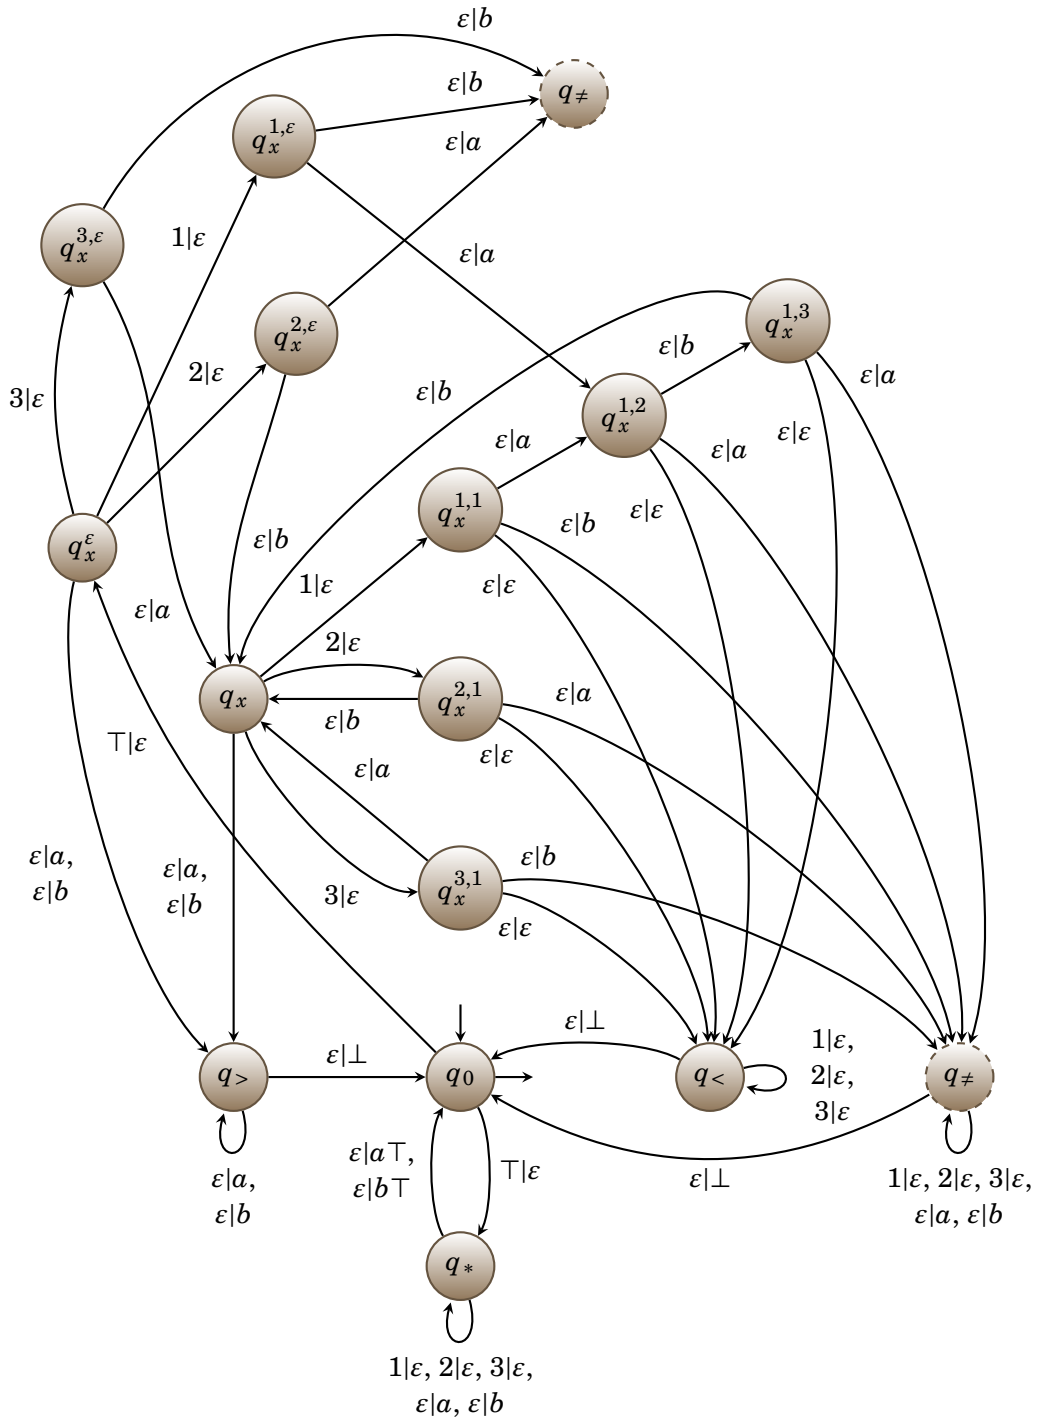 ε|b
q≠
ε|b
q_x^{1,ε}
ε|a
q_x^{3,ε}
1|ε
ε|a
q_x^{1,3}
q_x^{2,ε}
ε|b
2|ε
ε|a
3|ε
ε|b
q_x^{1,2}
ε|ε
ε|a
ε|a
q_x^{1,1}
ε|ε
ε|b
q_x^ε
ε|b
1|ε
ε|ε
ε|a
2|ε
q_x
q_x^{2,1}
ε|a
ε|b
⊤|ε
ε|ε
ε|a
ε|a,
ε|b
ε|a,
ε|b
3|ε
q_x^{3,1}
ε|b
ε|ε
ε|⊥
1|ε,
2|ε,
3|ε
ε|⊥
q>
q0
q<
q≠
ε|a⊤,
ε|b⊤
⊤|ε
ε|⊥
ε|a,
ε|b
1|ε, 2|ε, 3|ε,
ε|a, ε|b
q*
1|ε, 2|ε, 3|ε,
ε|a, ε|b